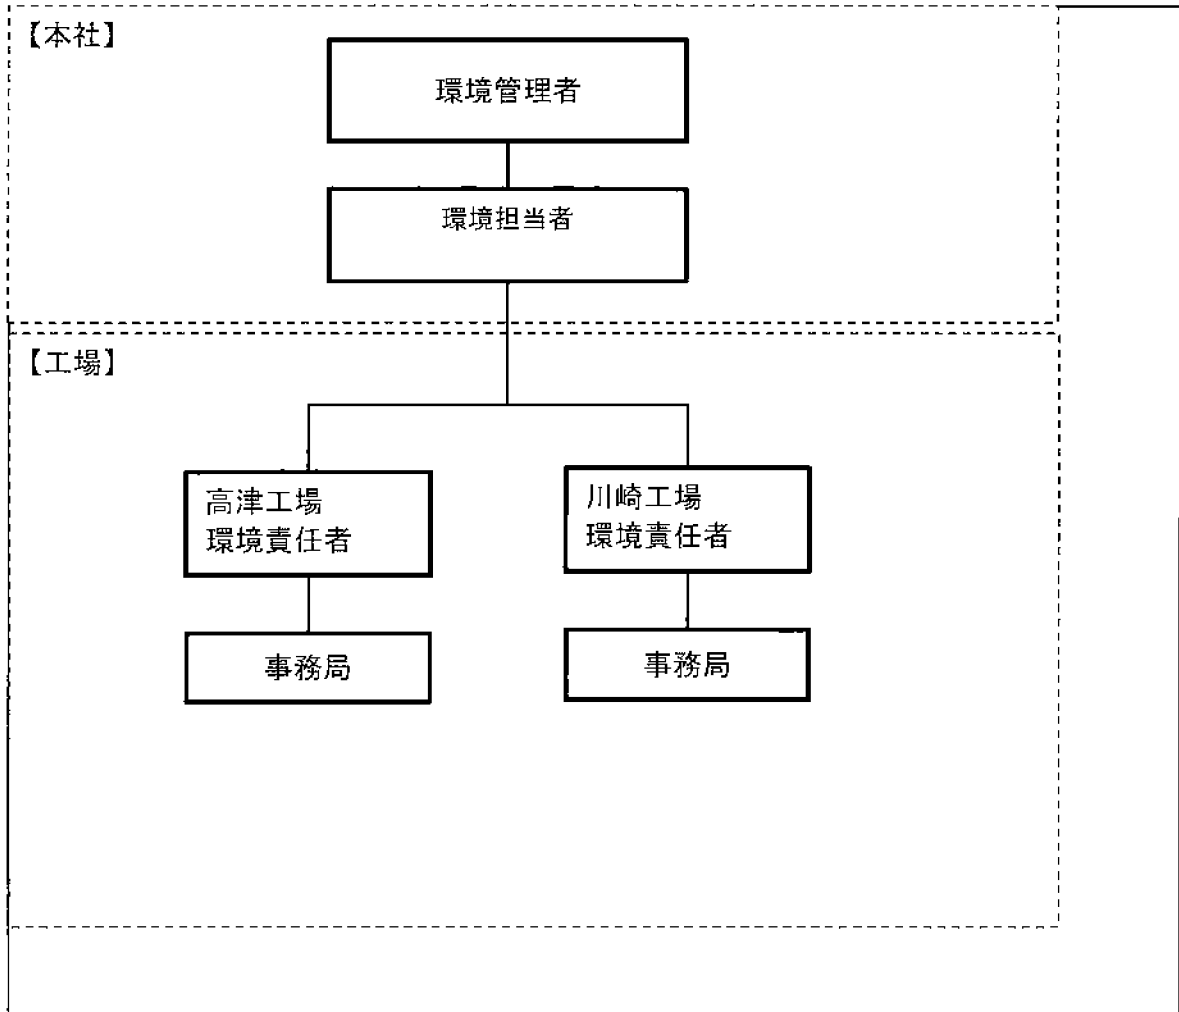 【本社】
環境管理者
環境担当者
【工場】
高津工場
環境責任者
川崎工場
環境責任者
事務局
事務局